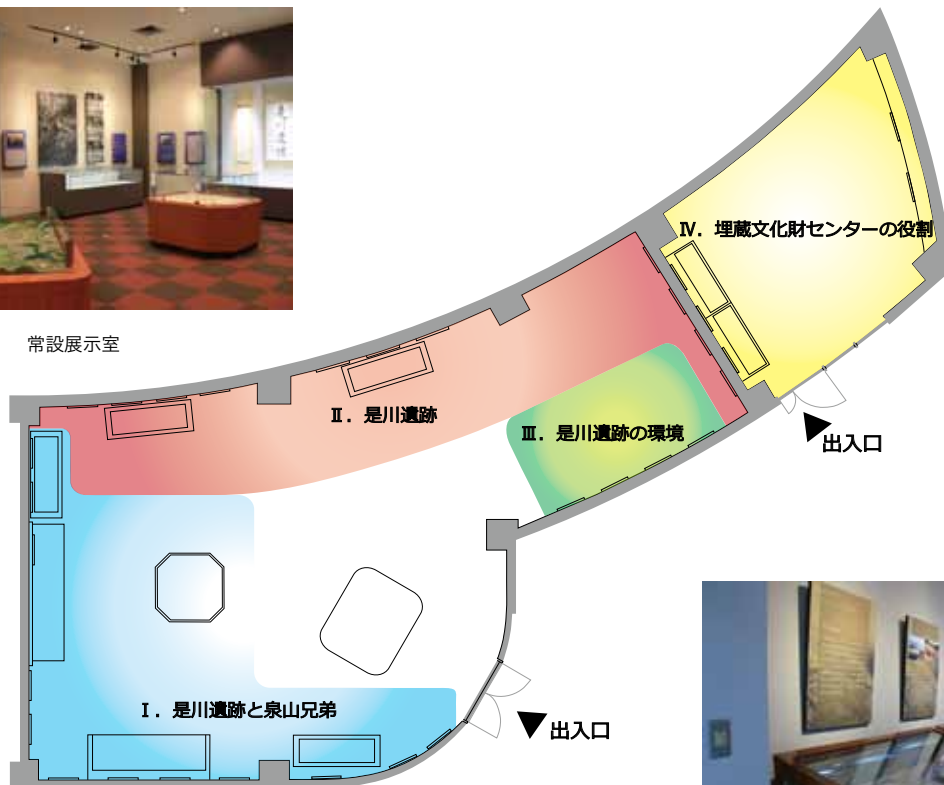 常設展示室
Ⅳ. 埋蔵文化財センターの役割
Ⅱ. 是川遺跡
Ⅲ. 是川遺跡の環境
出入口
Ⅰ. 是川遺跡と泉山兄弟
出入口